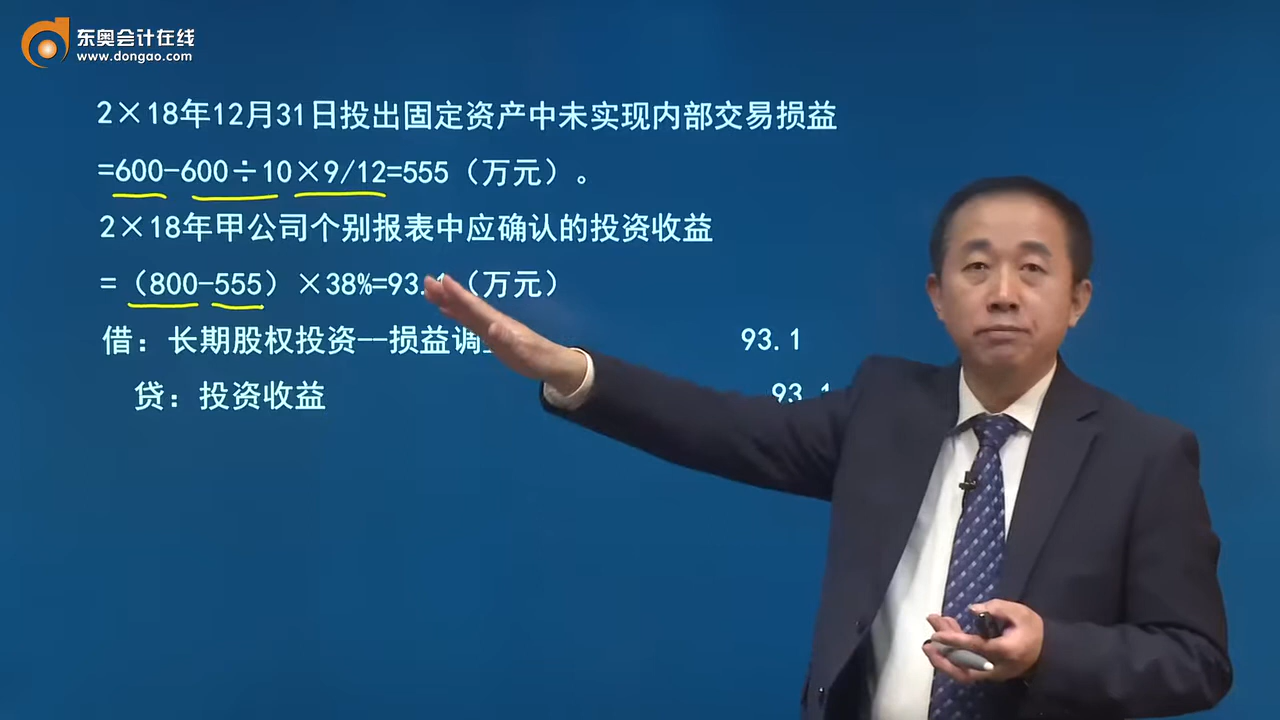 东奥会计在线
www.dongao.com
2×18年12月31日投出固定资产中未实现内部交易损益
=600-600÷10×9/12=555（万元）。
2×18年甲公司个别报表中应确认的投资收益
=（800-555）×38%=93.1（万元）
借：长期股权投资--损益调 93.1
贷：投资收益 93.1